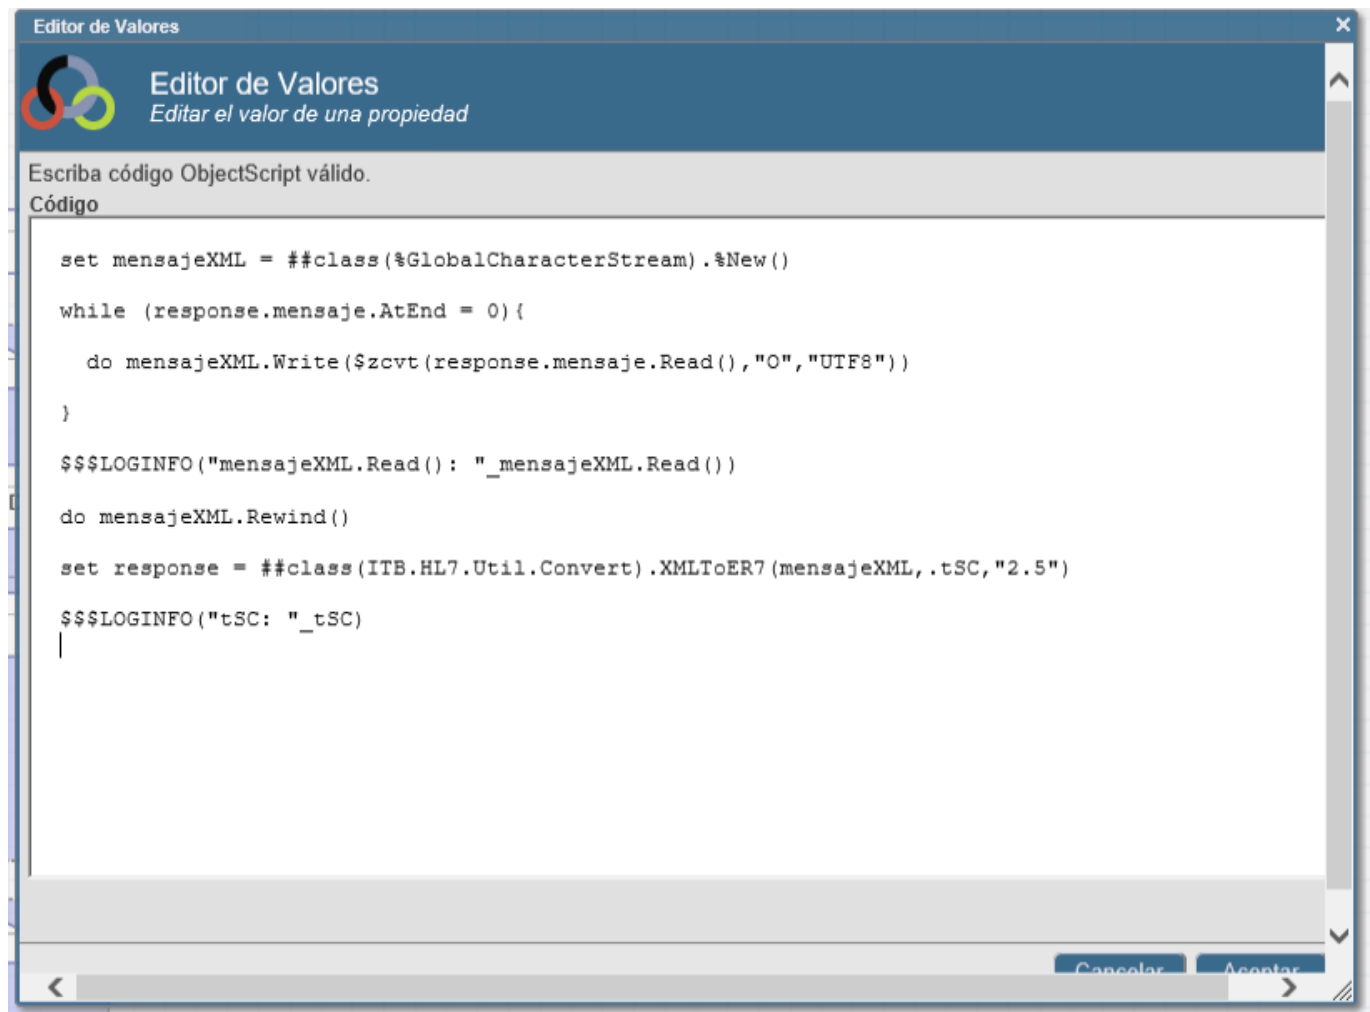 Editor de Valores
Editor de Valores
Editar el valor de una propiedad
Escriba código ObjectScript válido.
Código
set mensajeXML = ##class(%GlobalCharacterStream).%New()
while (response.mensaje.AtEnd = 0){
do mensajeXML.Write($zcvt(response.mensaje.Read(),"O","UTF8"))
}
$$$LOGINFO("mensajeXML.Read(): "_mensajeXML.Read())
do mensajeXML.Rewind()
set response = ##class(ITB.HL7.Util.Convert).XMLToER7(mensajeXML,.tSC,"2.5")
$$$LOGINFO("tSC: "_tSC)
Cancelar Aceptar